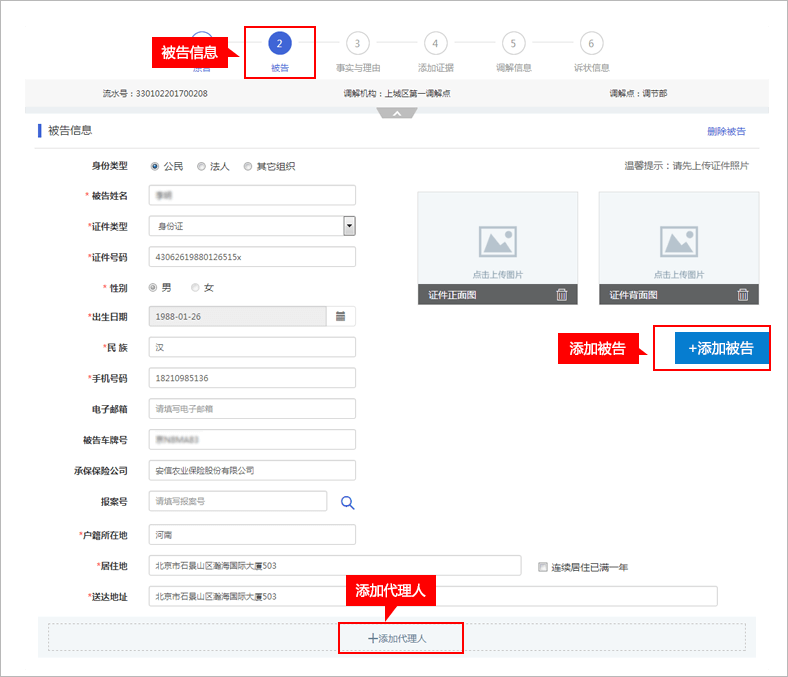 被告信息
2
3
4
5
6
被告
事实与理由
添加证据
调解信息
诉状信息
流水号：330102201700208
调解机构：上城区第一调解点
调解点：调节部
被告信息
删除被告
身份类型 公民 法人 其它组织
温馨提示：请先上传证件照片
* 被告姓名
*证件类型 身份证
*证件号码 43062619880126515x
* 性别 男 女
*出生日期 1988-01-26
*民 族 汉
*手机号码 18210985136
电子邮箱 请填写电子邮箱
被告车牌号
承保保险公司 安信农业保险股份有限公司
报案号 请填写报案号
*户籍所在地 河南
*居住地 北京市石景山区瀚海国际大厦503
连续居住已满一年
*送达地址 北京市石景山区瀚海国际大厦503
点击上传图片
证件正面图
点击上传图片
证件背面图
添加被告
+添加被告
添加代理人
+添加代理人